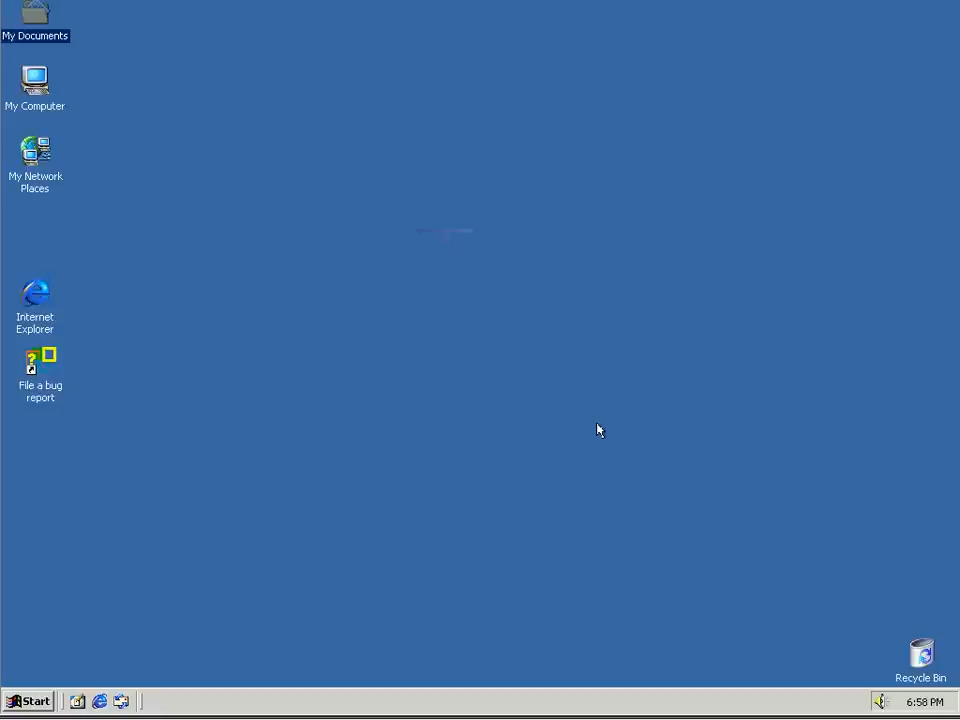 My Documents
My Computer
My Network
Places
Internet
Explorer
File a bug
report
Recycle Bin
Start
6:58 PM